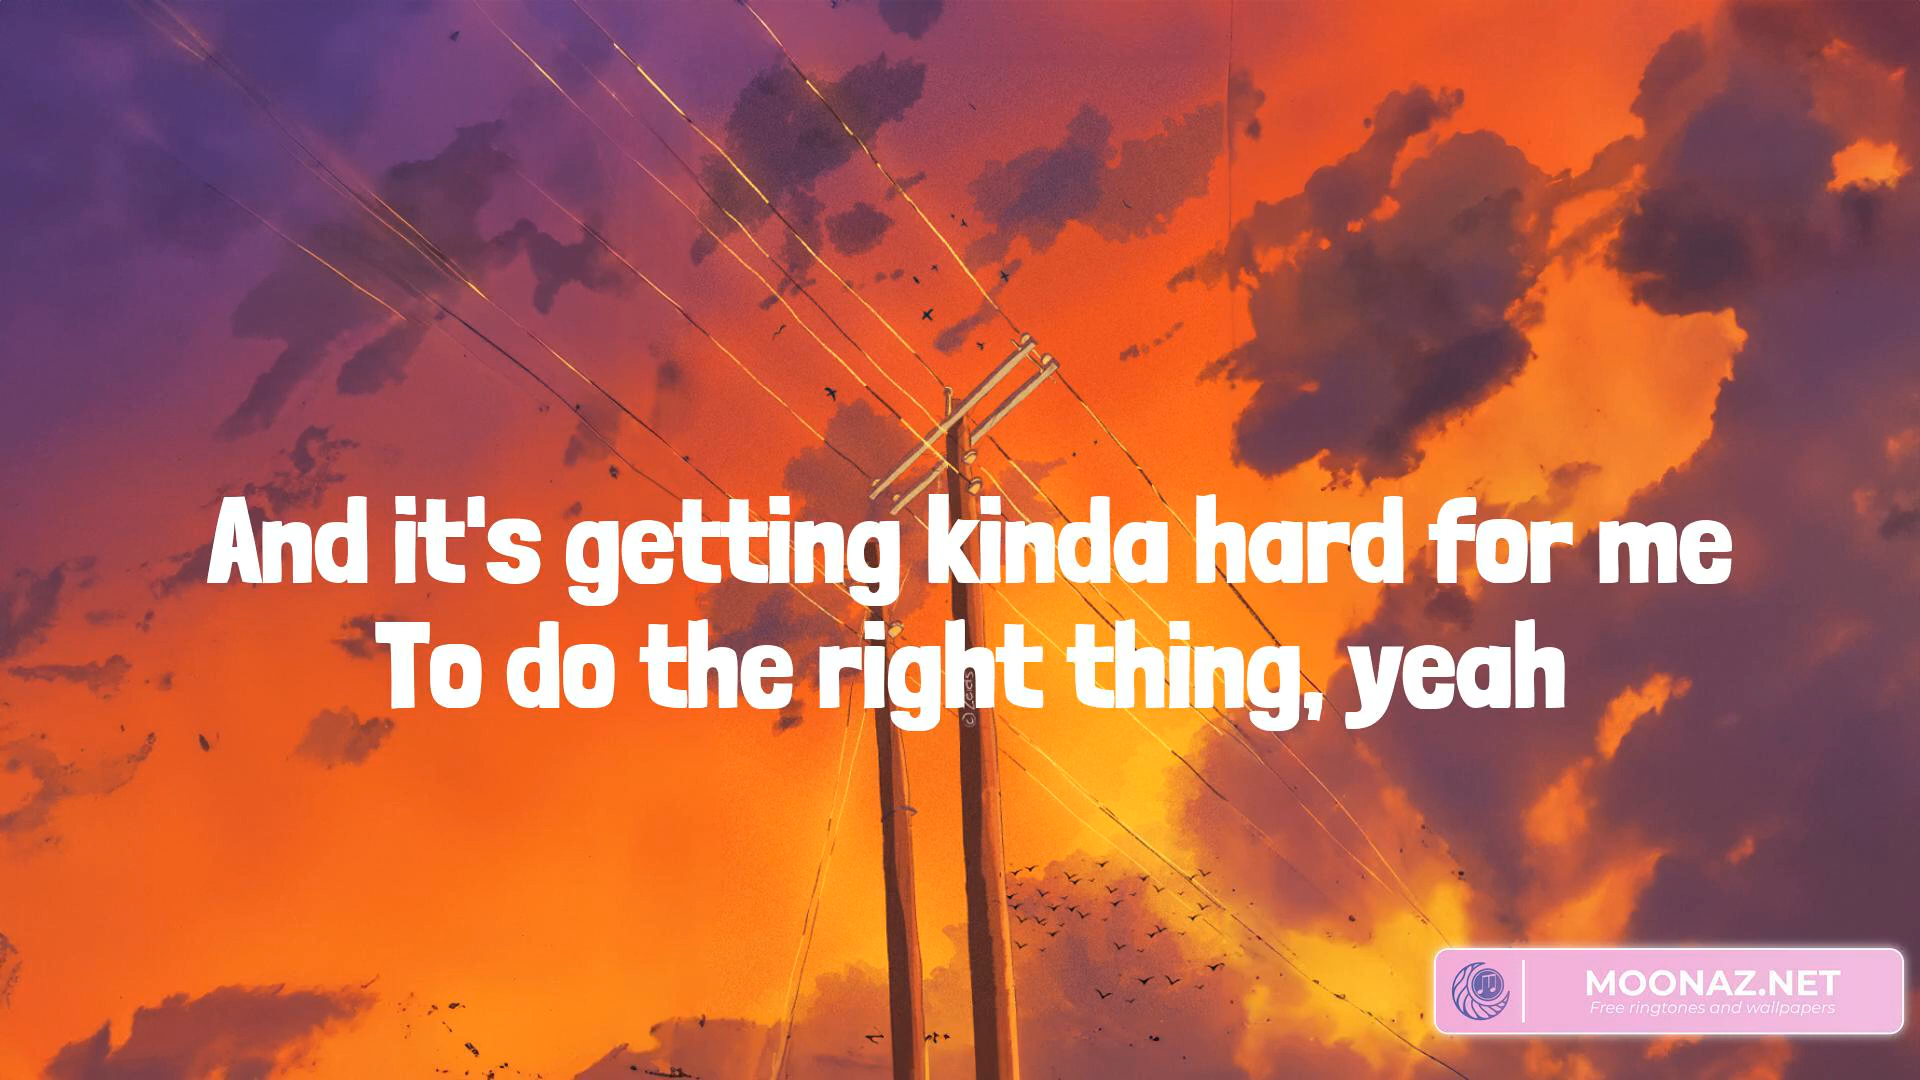 And it's getting kinda hard for me
To do the right thing, yeah
MOONAZ.NET
Free ringtones and wallpapers